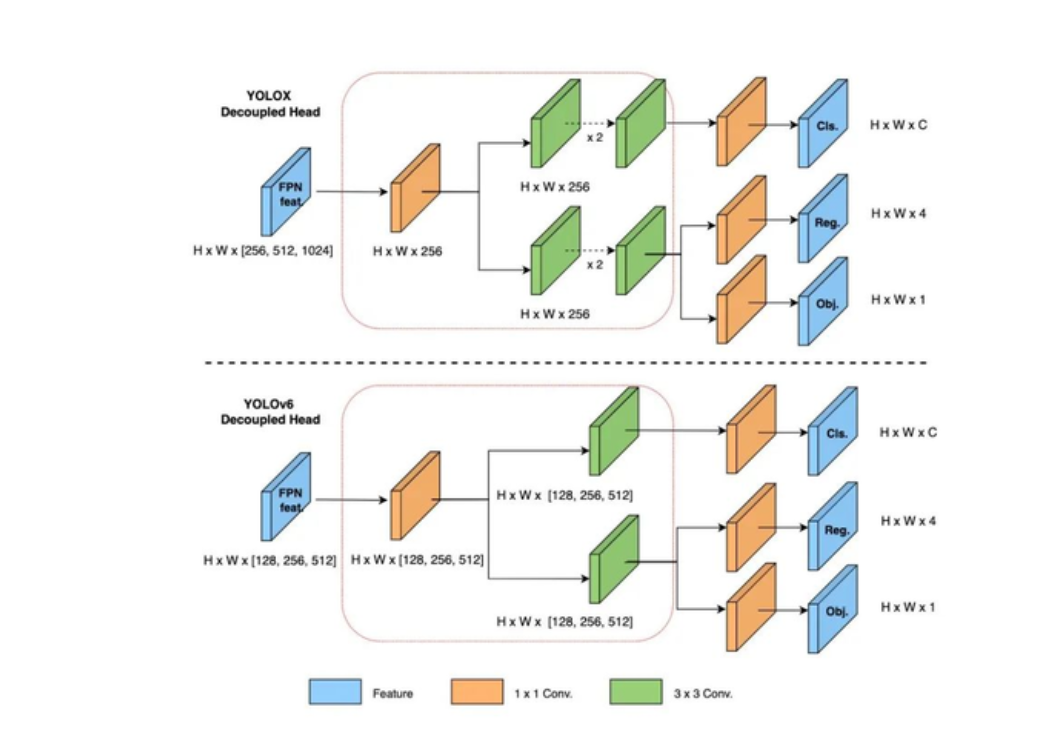 YOLOX
Decoupled Head
FPN
feat.
H x W x [256, 512, 1024]
H x W x 256
x 2
H x W x 256
x 2
H x W x 256
Cls.
H x W x C
Reg.
H x W x 4
Obj.
H x W x 1
YOLOv6
Decoupled Head
FPN
feat.
H x W x [128, 256, 512]
H x W x [128, 256, 512]
H x W x [128, 256, 512]
H x W x [128, 256, 512]
Cls.
H x W x C
Reg.
H x W x 4
Obj.
H x W x 1
Feature
1 x 1 Conv.
3 x 3 Conv.